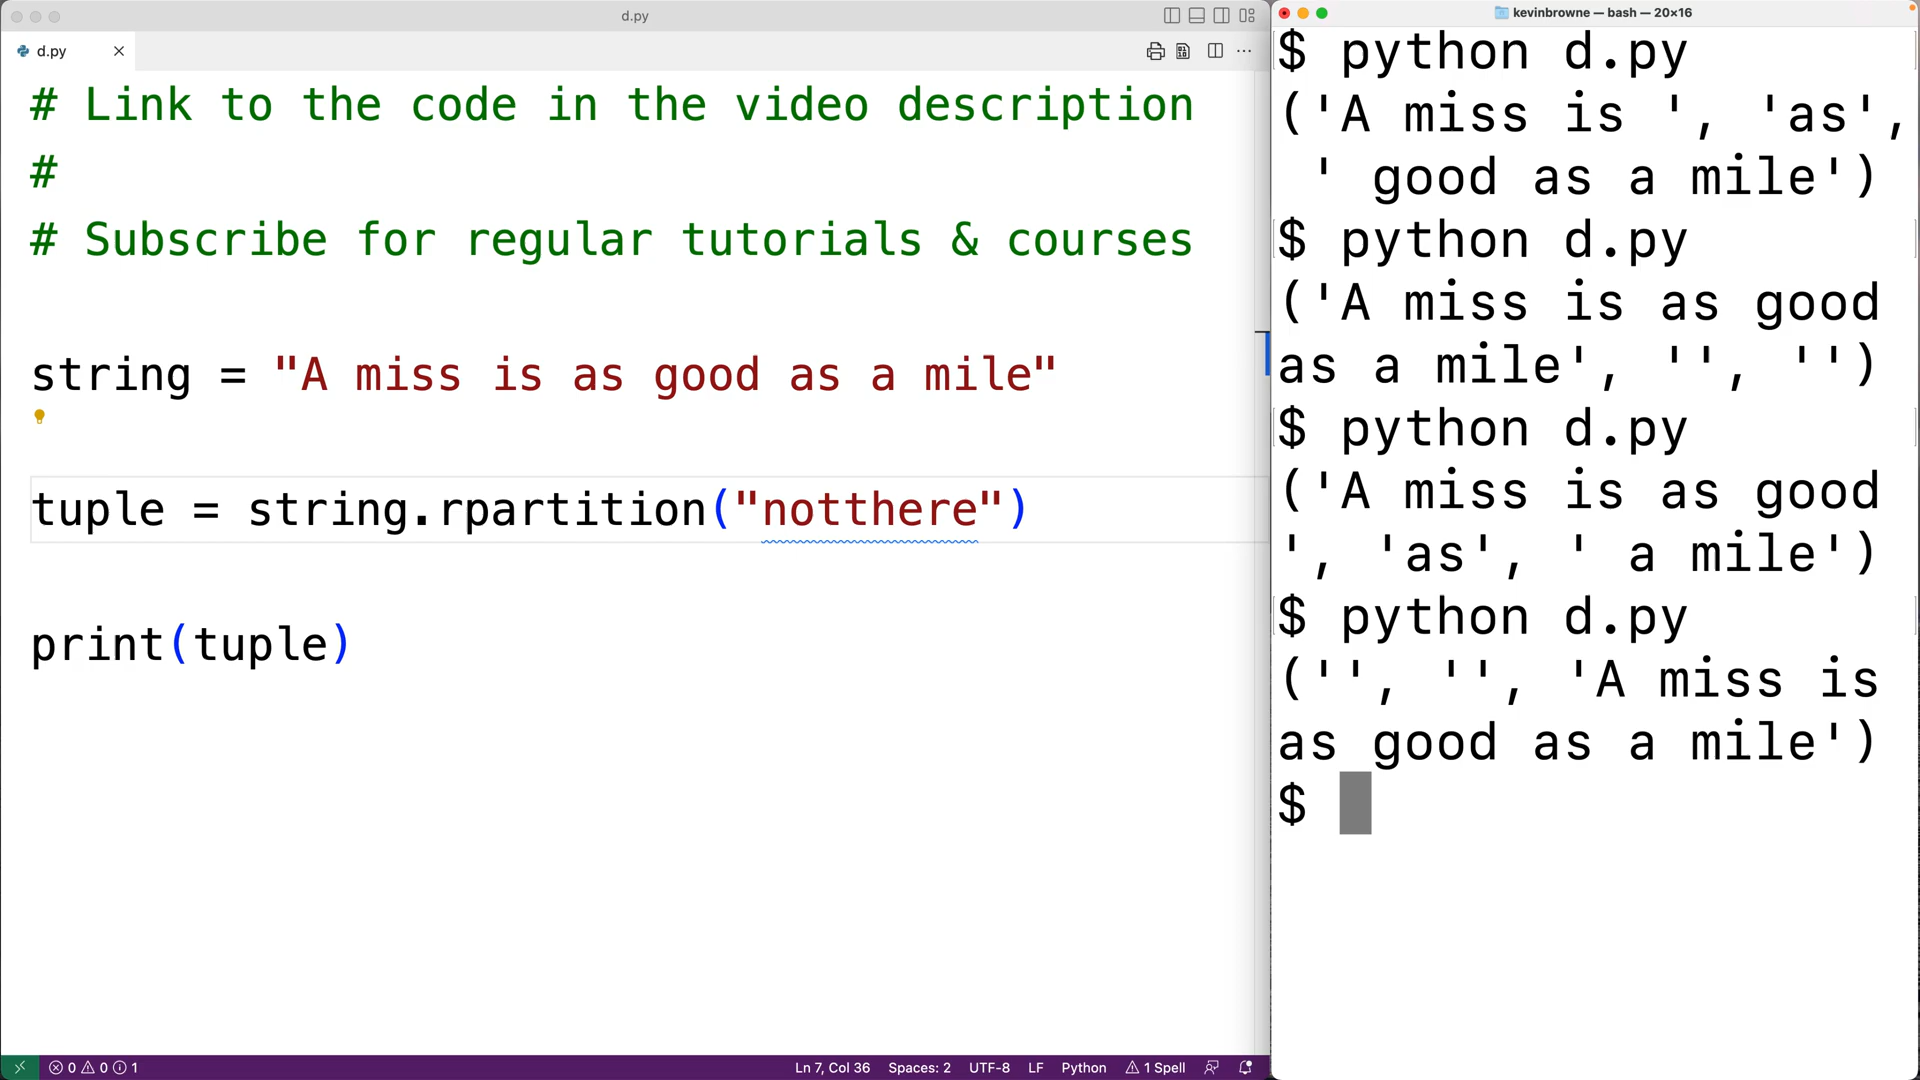 d.py
d.py
# Link to the code in the video description
#
# Subscribe for regular tutorials & courses
string = "A miss is as good as a mile"
tuple = string.rpartition("notthere")
print(tuple)
0 0 1
Ln 7, Col 36 Spaces: 2 UTF-8 LF Python 1 Spell
kevinbrowne — bash — 20×16
$ python d.py
('A miss is ', 'as',
' good as a mile')
$ python d.py
('A miss is as good
as a mile', '', '')
$ python d.py
('A miss is as good
', 'as', ' a mile')
$ python d.py
('', '', 'A miss is
as good as a mile')
$